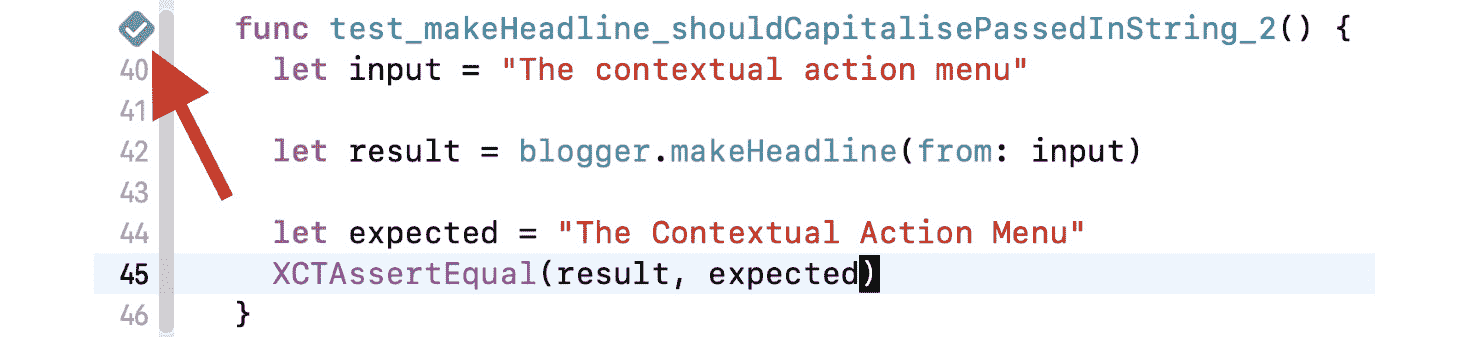 func test_makeHeadline_shouldCapitalisePassedInString_2() {
40 let input = "The contextual action menu"
41
42 let result = blogger.makeHeadline(from: input)
43
44 let expected = "The Contextual Action Menu"
45 XCTAssertEqual(result, expected)
46 }